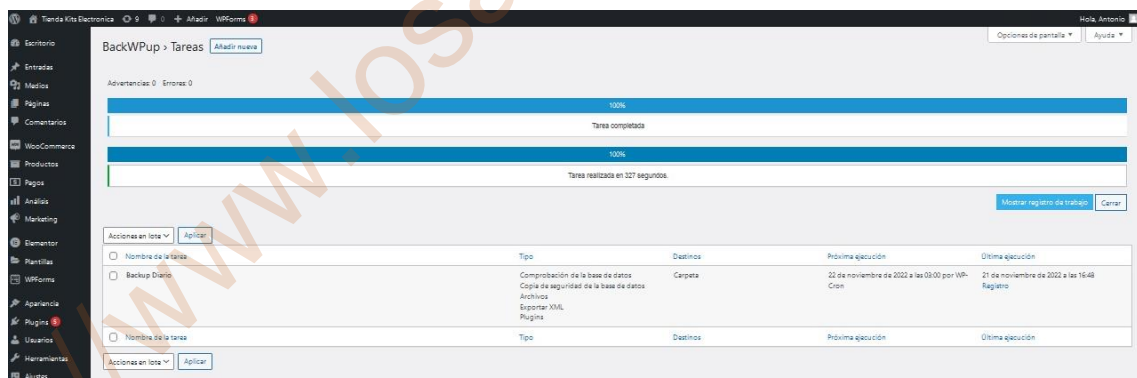 Tienda Kits Electronica 9 0 + Añadir WPForms 3 Hola, Antonio
Opciones de pantalla ▼ Ayuda ▼
Escritorio
Entradas
Medios
Páginas
Comentarios
WooCommerce
Productos
Pagos
Análisis
Marketing
Elementor
Plantillas
WPForms
Apariencia
Plugins 5
Usuarios
Herramientas
Ajustes
BackWPup › Tareas Añadir nueva
Advertencias: 0 Errores: 0
100%
Tarea completada
100%
Tarea realizada en 327 segundos.
Mostrar registro de trabajo Cerrar
Acciones en lote Aplicar
Nombre de la tarea Tipo Destinos Próxima ejecución Última ejecución
Backup Diario
Comprobación de la base de datos
Copia de seguridad de la base de datos
Archivos
Exportar XML
Plugins
Carpeta
22 de noviembre de 2022 a las 03:00 por WP-
Cron
21 de noviembre de 2022 a las 16:48
Registro
Nombre de la tarea Tipo Destinos Próxima ejecución Última ejecución
Acciones en lote Aplicar
//www.losa